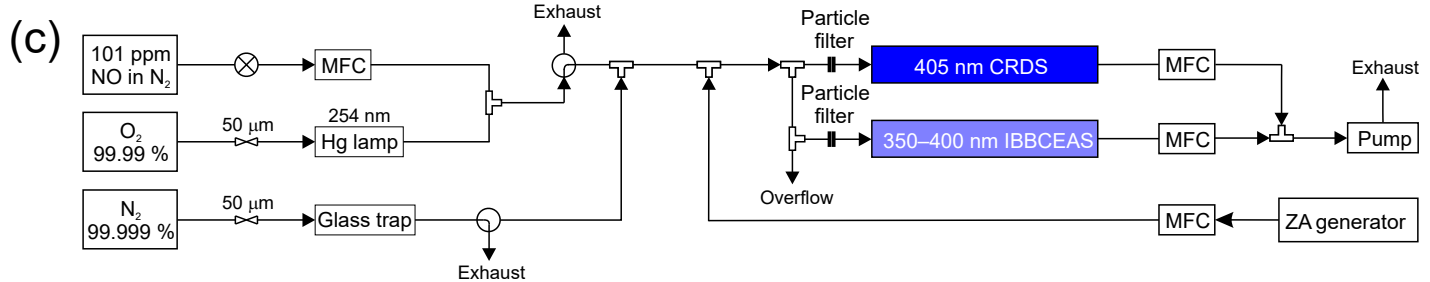 (c)
101 ppm
NO in N₂
MFC
Exhaust
Particle
filter
405 nm CRDS
MFC
Exhaust
O₂
99.99 %
50 μm
254 nm
Hg lamp
Particle
filter
350–400 nm IBBCEAS
MFC
Pump
Overflow
N₂
99.999 %
50 μm
Glass trap
Exhaust
MFC
ZA generator